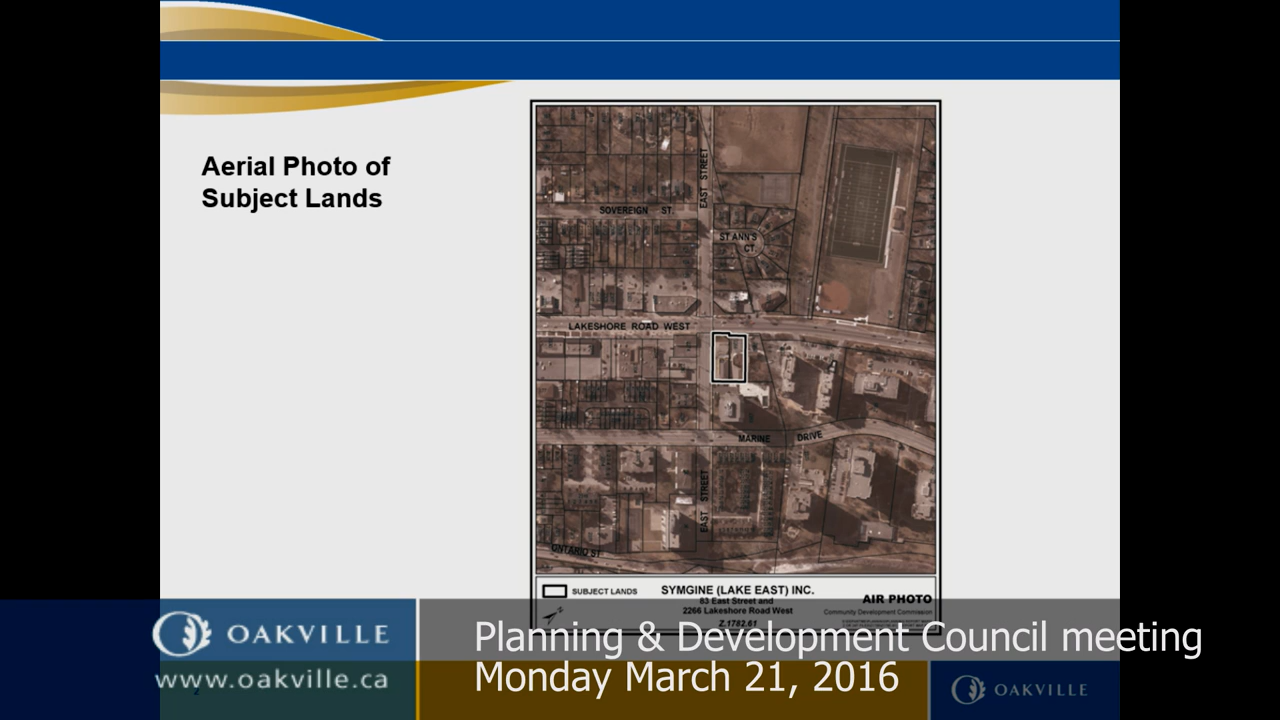 Aerial Photo of
Subject Lands
EAST STREET
SOVEREIGN ST.
ST ANN'S
CT.
LAKESHORE ROAD WEST
MARINE DRIVE
EAST STREET
ONTARIO ST
SUBJECT LANDS
SYMGINE (LAKE EAST) INC.
83 East Street and
2266 Lakeshore Road West
Z.1782.61
AIR PHOTO
Community Development Commission
OAKVILLE
www.oakville.ca
Planning & Development Council meeting
Monday March 21, 2016
OAKVILLE